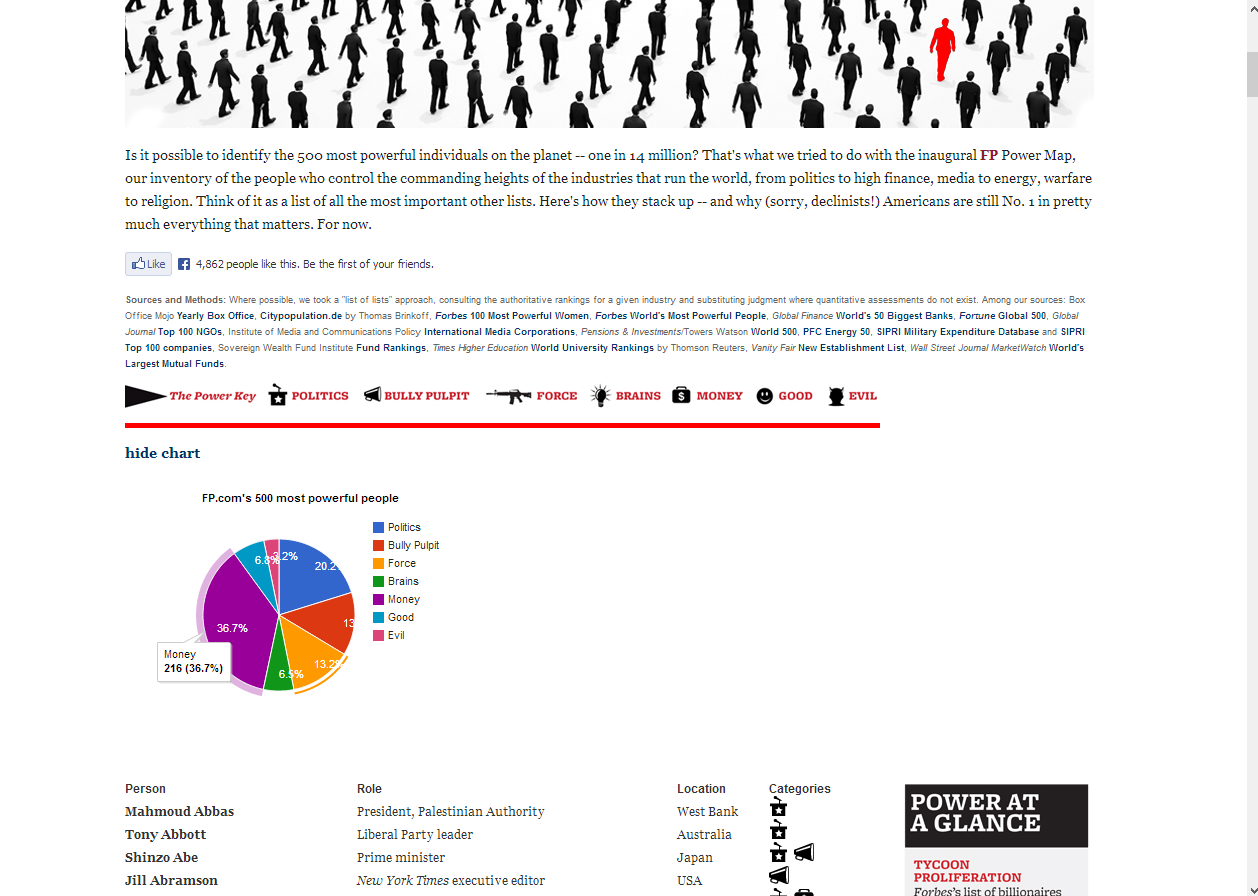 Is it possible to identify the 500 most powerful individuals on the planet -- one in 14 million? That's what we tried to do with the inaugural FP Power Map,
our inventory of the people who control the commanding heights of the industries that run the world, from politics to high finance, media to energy, warfare
to religion. Think of it as a list of all the most important other lists. Here's how they stack up -- and why (sorry, declinists!) Americans are still No. 1 in pretty
much everything that matters. For now.
Like 4,862 people like this. Be the first of your friends.
Sources and Methods: Where possible, we took a "list of lists" approach, consulting the authoritative rankings for a given industry and substituting judgment where quantitative assessments do not exist. Among our sources: Box
Office Mojo Yearly Box Office, Citypopulation.de by Thomas Brinkoff, Forbes 100 Most Powerful Women, Forbes World's Most Powerful People, Global Finance World's 50 Biggest Banks, Fortune Global 500, Global
Journal Top 100 NGOs, Institute of Media and Communications Policy International Media Corporations, Pensions & Investments/Towers Watson World 500, PFC Energy 50, SIPRI Military Expenditure Database and SIPRI
Top 100 companies, Sovereign Wealth Fund Institute Fund Rankings, Times Higher Education World University Rankings by Thomson Reuters, Vanity Fair New Establishment List, Wall Street Journal MarketWatch World's
Largest Mutual Funds.
The Power Key POLITICS BULLY PULPIT FORCE BRAINS MONEY GOOD EVIL
hide chart
FP.com's 500 most powerful people
Politics
Bully Pulpit
Force
Brains
Money
Good
Evil
6.8%
20.2
13
36.7%
13.2%
6.5%
Money
216 (36.7%)
Person Role Location Categories
Mahmoud Abbas President, Palestinian Authority West Bank
Tony Abbott Liberal Party leader Australia
Shinzo Abe Prime minister Japan
Jill Abramson New York Times executive editor USA
POWER AT
A GLANCE
TYCOON
PROLIFERATION
Forbes's list of billionaires